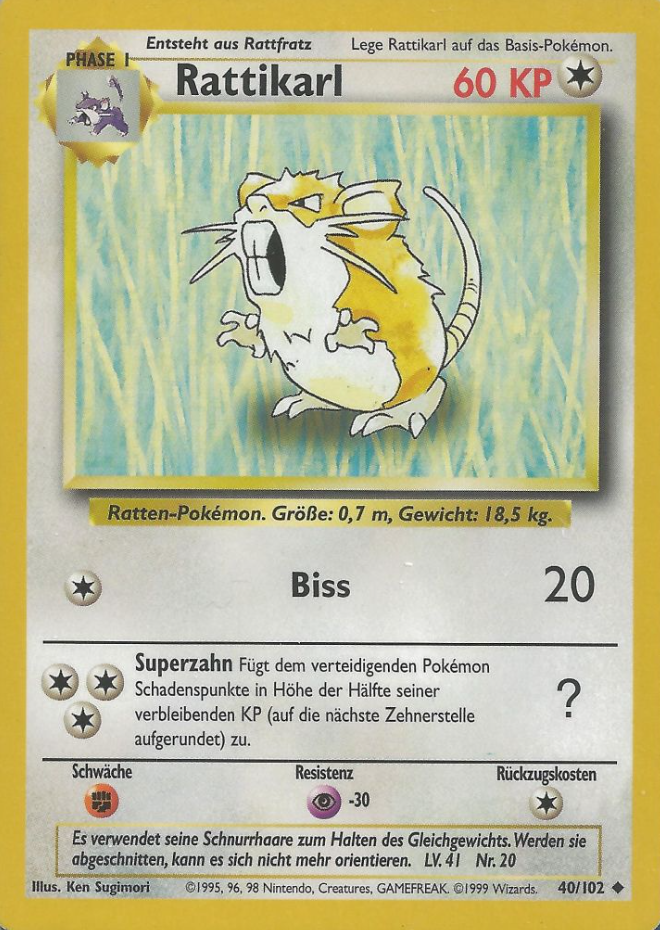 Entsteht aus Rattfratz
Lege Rattikarl auf das Basis-Pokémon.
PHASE I
Rattikarl
60 KP
Ratten-Pokémon. Größe: 0,7 m, Gewicht: 18,5 kg.
Biss 20
Superzahn Fügt dem verteidigenden Pokémon
Schadenspunkte in Höhe der Hälfte seiner
verbleibenden KP (auf die nächste Zehnerstelle
aufgerundet) zu.
?
Schwäche
Resistenz
Rückzugskosten
-30
Es verwendet seine Schnurrhaare zum Halten des Gleichgewichts. Werden sie
abgeschnitten, kann es sich nicht mehr orientieren. LV. 41 Nr. 20
Illus. Ken Sugimori ©1995, 96, 98 Nintendo, Creatures, GAMEFREAK. ©1999 Wizards. 40/102